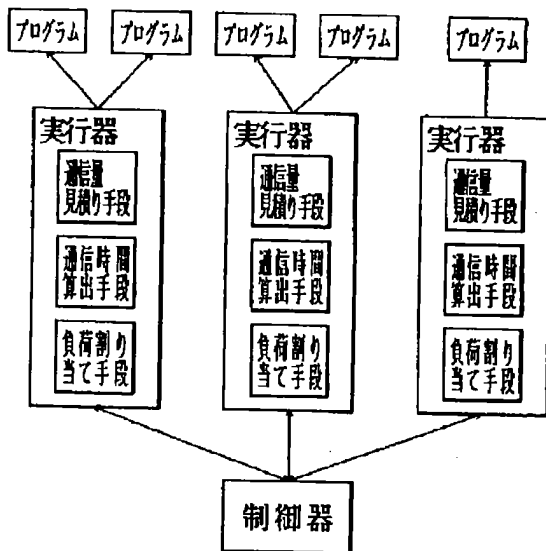 プログラム
プログラム
プログラム
プログラム
プログラム
実行器
通信量
見積り手段
通信時間
算出手段
負荷割り
当て手段
実行器
通信量
見積り手段
通信時間
算出手段
負荷割り
当て手段
実行器
通信量
見積り手段
通信時間
算出手段
負荷割り
当て手段
制御器